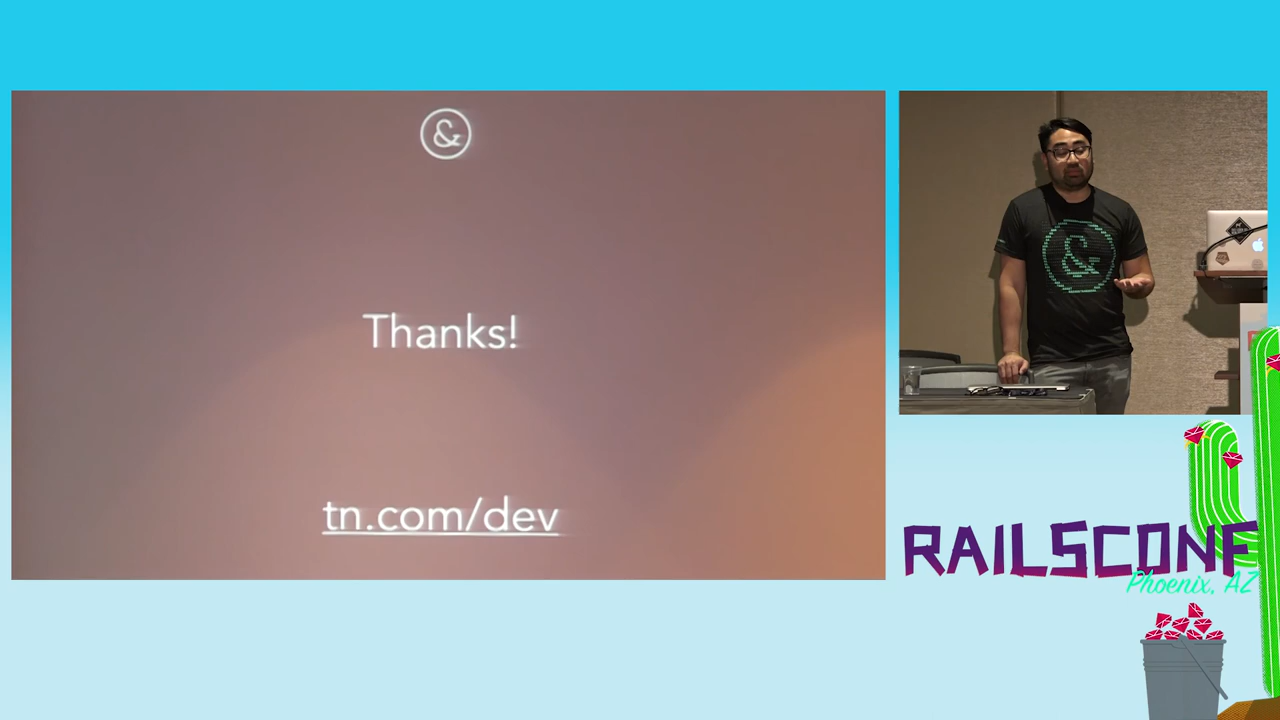 &
Thanks!
tn.com/dev
&
RAILSCONF
Phoenix, AZ